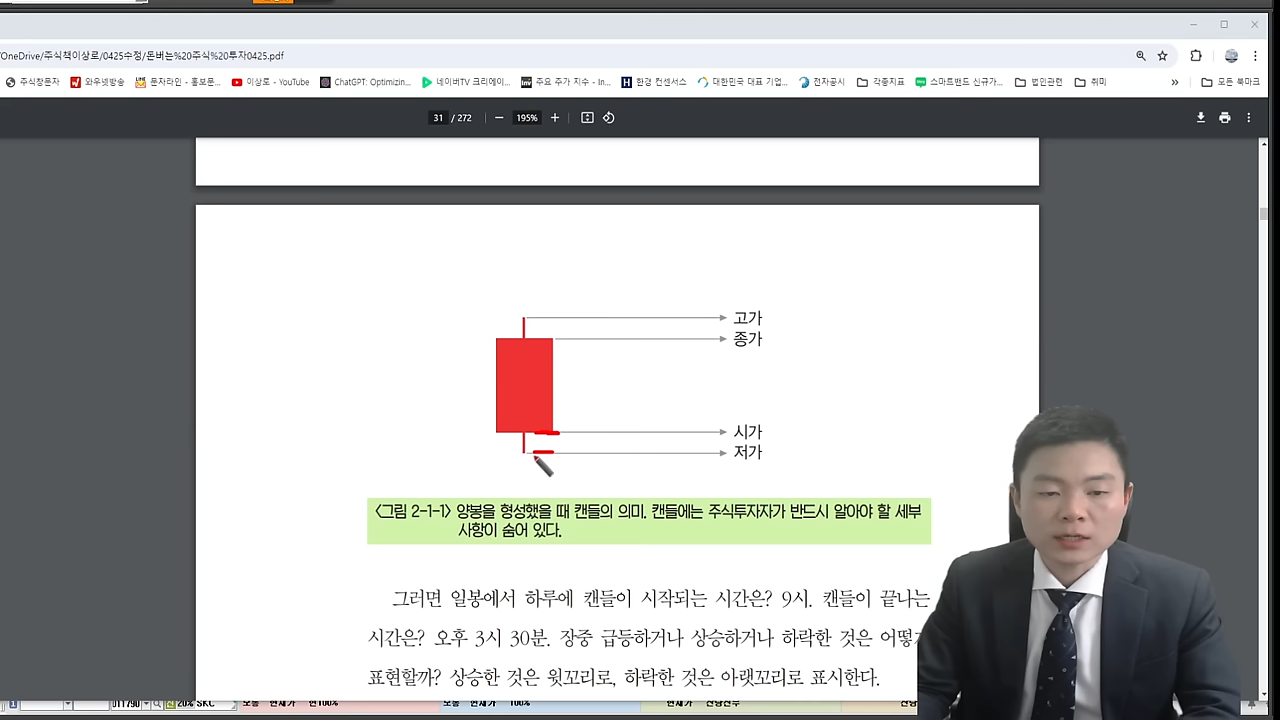 /OneDrive/주식책이상로/0425수정/돈버는%20주식%20투자0425.pdf
주식창문자
와우넷방송
문자라인 - 홍보문...
이상로 - YouTube
ChatGPT: Optimizin...
네이버TV 크리에이...
주요 주가 지수 - In...
한경 컨센서스
대한민국 대표 기업...
전자공시
각종지표
스마트밴드 신규가...
법인관련
취미
»
모든 북마크
31 / 272
195%
고가
종가
시가
저가
<그림 2-1-1> 양봉을 형성했을 때 캔들의 의미. 캔들에는 주식투자자가 반드시 알아야 할 세부
사항이 숨어 있다.
그러면 일봉에서 하루에 캔들이 시작되는 시간은? 9시. 캔들이 끝나는
시간은? 오후 3시 30분. 장중 급등하거나 상승하거나 하락한 것은
표현할까? 상승한 것은 윗꼬리로, 하락한 것은 아랫꼬리로 표시한다.
011790
20% SKC